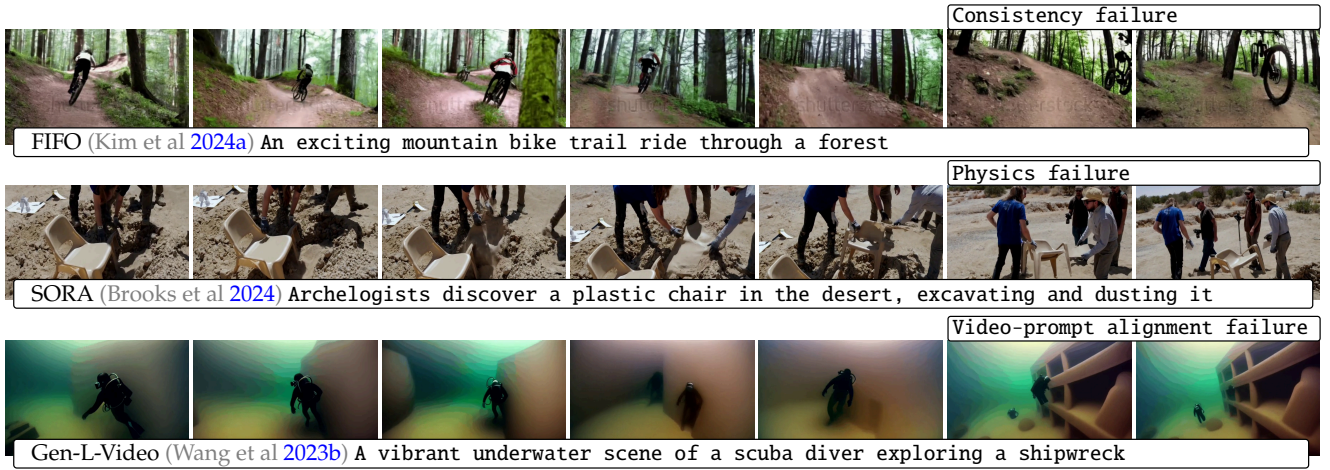 Consistency failure
FIFO (Kim et al 2024a) An exciting mountain bike trail ride through a forest
Physics failure
SORA (Brooks et al 2024) Archelogists discover a plastic chair in the desert, excavating and dusting it
Video-prompt alignment failure
Gen-L-Video (Wang et al 2023b) A vibrant underwater scene of a scuba diver exploring a shipwreck